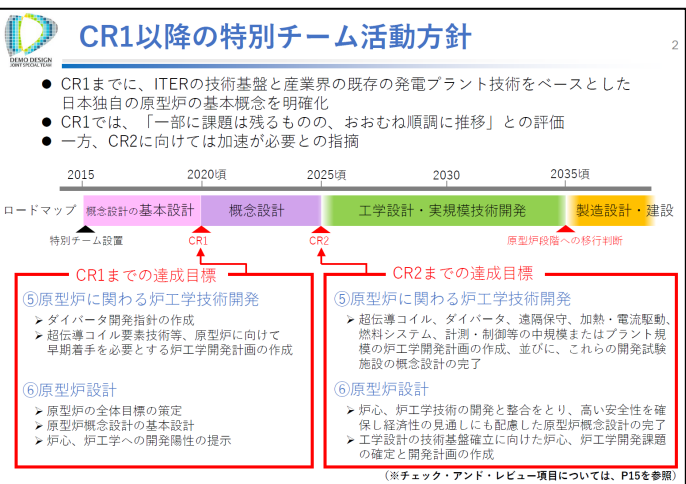 DEMO DESIGN
JOINT SPECIAL TEAM
CR1以降の特別チーム活動方針
2
● CR1までに、ITERの技術基盤と産業界の既存の発電プラント技術をベースとした
日本独自の原型炉の基本概念を明確化
● CR1では、「一部に課題は残るものの、おおむね順調に推移」との評価
● 一方、CR2に向けては加速が必要との指摘
2015 2020頃 2025頃 2030 2035頃
ロードマップ 概念設計の基本設計 概念設計 工学設計・実規模技術開発 製造設計・建設
特別チーム設置 CR1 CR2 原型炉段階への移行判断
CR1までの達成目標
⑤原型炉に関わる炉工学技術開発
➤ ダイバータ開発指針の作成
➤ 超伝導コイル要素技術等、原型炉に向けて
早期着手を必要とする炉工学開発計画の作成
⑥原型炉設計
➤ 原型炉の全体目標の策定
➤ 原型炉概念設計の基本設計
➤ 炉心、炉工学への開発陽性の提示
CR2までの達成目標
⑤原型炉に関わる炉工学技術開発
➤ 超伝導コイル、ダイバータ、遠隔保守、加熱・電流駆動、
燃料システム、計測・制御等の中規模またはプラント規
模の炉工学開発計画の作成、並びに、これらの開発試験
施設の概念設計の完了
⑥原型炉設計
➤ 炉心、炉工学技術の開発と整合をとり、高い安全性を確
保し経済性の見通しにも配慮した原型炉概念設計の完了
➤ 工学設計の技術基盤確立に向けた炉心、炉工学開発課題
の確定と開発計画の作成
(※チェック・アンド・レビュー項目については、P15を参照)